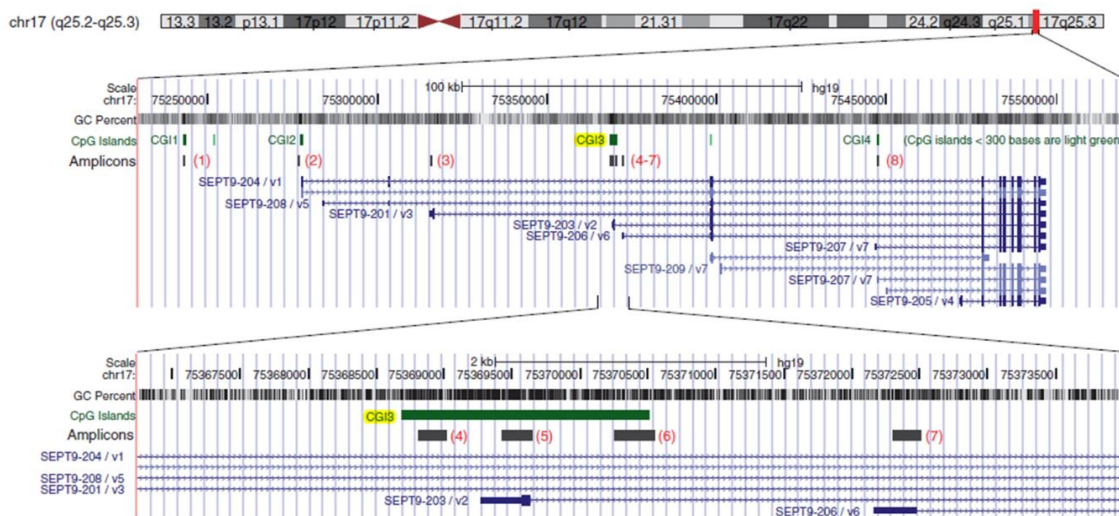 chr17 (q25.2-q25.3) 13.3 13.2 p13.1 17p12 17p11.2 17q11.2 17q12 21.31 17q22 24.2 q24.3 q25.1 17q25.3
Scale 100 kb hg19
chr17: 75250000 75300000 75350000 75400000 75450000 75500000
GC Percent
CpG Islands CGI1 CGI2 CGI3 CGI4 (CpG islands < 300 bases are light green
Amplicons (1) (2) (3) (4-7) (8)
SEPT9-204 / v1
SEPT9-208 / v5
SEPT9-201 / v3
SEPT9-203 / v2
SEPT9-206 / v6
SEPT9-207 / v7
SEPT9-209 / v7
SEPT9-207 / v7
SEPT9-205 / v4
Scale 2 kb hg19
chr17: 75367500 75368000 75368500 75369000 75369500 75370000 75370500 75371000 75371500 75372000 75372500 75373000 75373500
GC Percent
CpG Islands CGI3
Amplicons (4) (5) (6) (7)
SEPT9-204 / v1
SEPT9-208 / v5
SEPT9-201 / v3
SEPT9-203 / v2
SEPT9-206 / v6